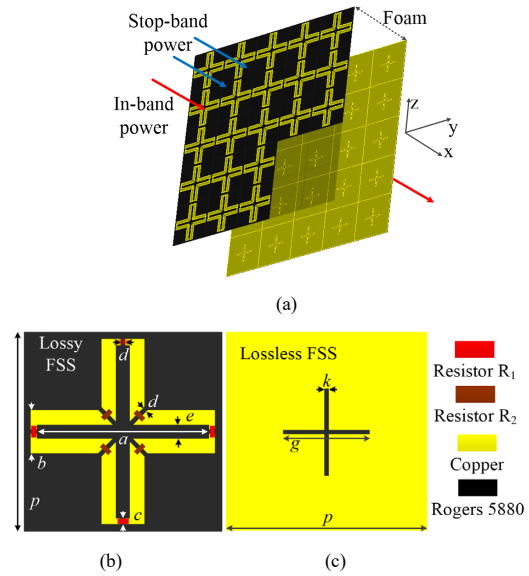 Stop-band
power
Foam
In-band
power
z
y
x
(a)
Lossy
FSS
d
d
e
a
b
p
c
Lossless FSS
k
g
p
Resistor R₁
Resistor R₂
Copper
Rogers 5880
(b)
(c)